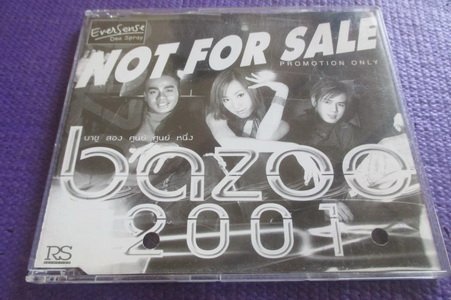 EverSense
Dee Spray
NOT FOR SALE
PROMOTION ONLY
บาซู สอง ศูนย์ ศูนย์ หนึ่ง
bazoo
2001
RS